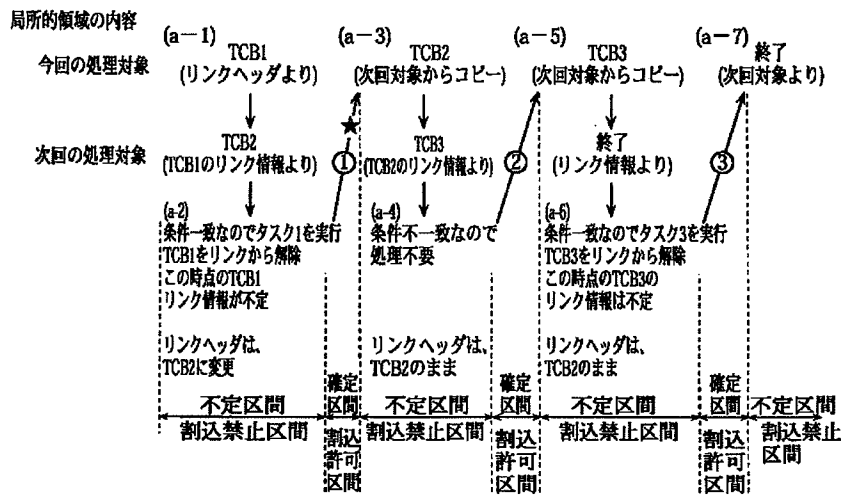 局所的領域の内容
(a－1) (a－3) (a－5) (a－7)
今回の処理対象 TCB1 TCB2 TCB3 終了
(リンクヘッダより) (次回対象からコピー) (次回対象からコピー) (次回対象より)
★
次回の処理対象 TCB2 TCB3 終了
(TCB1のリンク情報より) ① (TCB2のリンク情報より) ② (リンク情報より) ③
(a-2) (a-4) (a-6)
条件一致なのでタスク1を実行 条件不一致なので 条件一致なのでタスク3を実行
TCB1をリンクから解除 処理不要 TCB3をリンクから解除
この時点のTCB1 この時点のTCB3の
リンク情報が不定 リンク情報は不定
リンクヘッダは、 リンクヘッダは、 リンクヘッダは、
TCB2に変更 TCB2のまま TCB2のまま
確定 確定 確定
不定区間 区間 不定区間 区間 不定区間 区間 不定区間
割込禁止区間 割込 割込禁止区間 割込 割込禁止区間 割込 割込禁止
許可 許可 許可 区間
区間 区間 区間